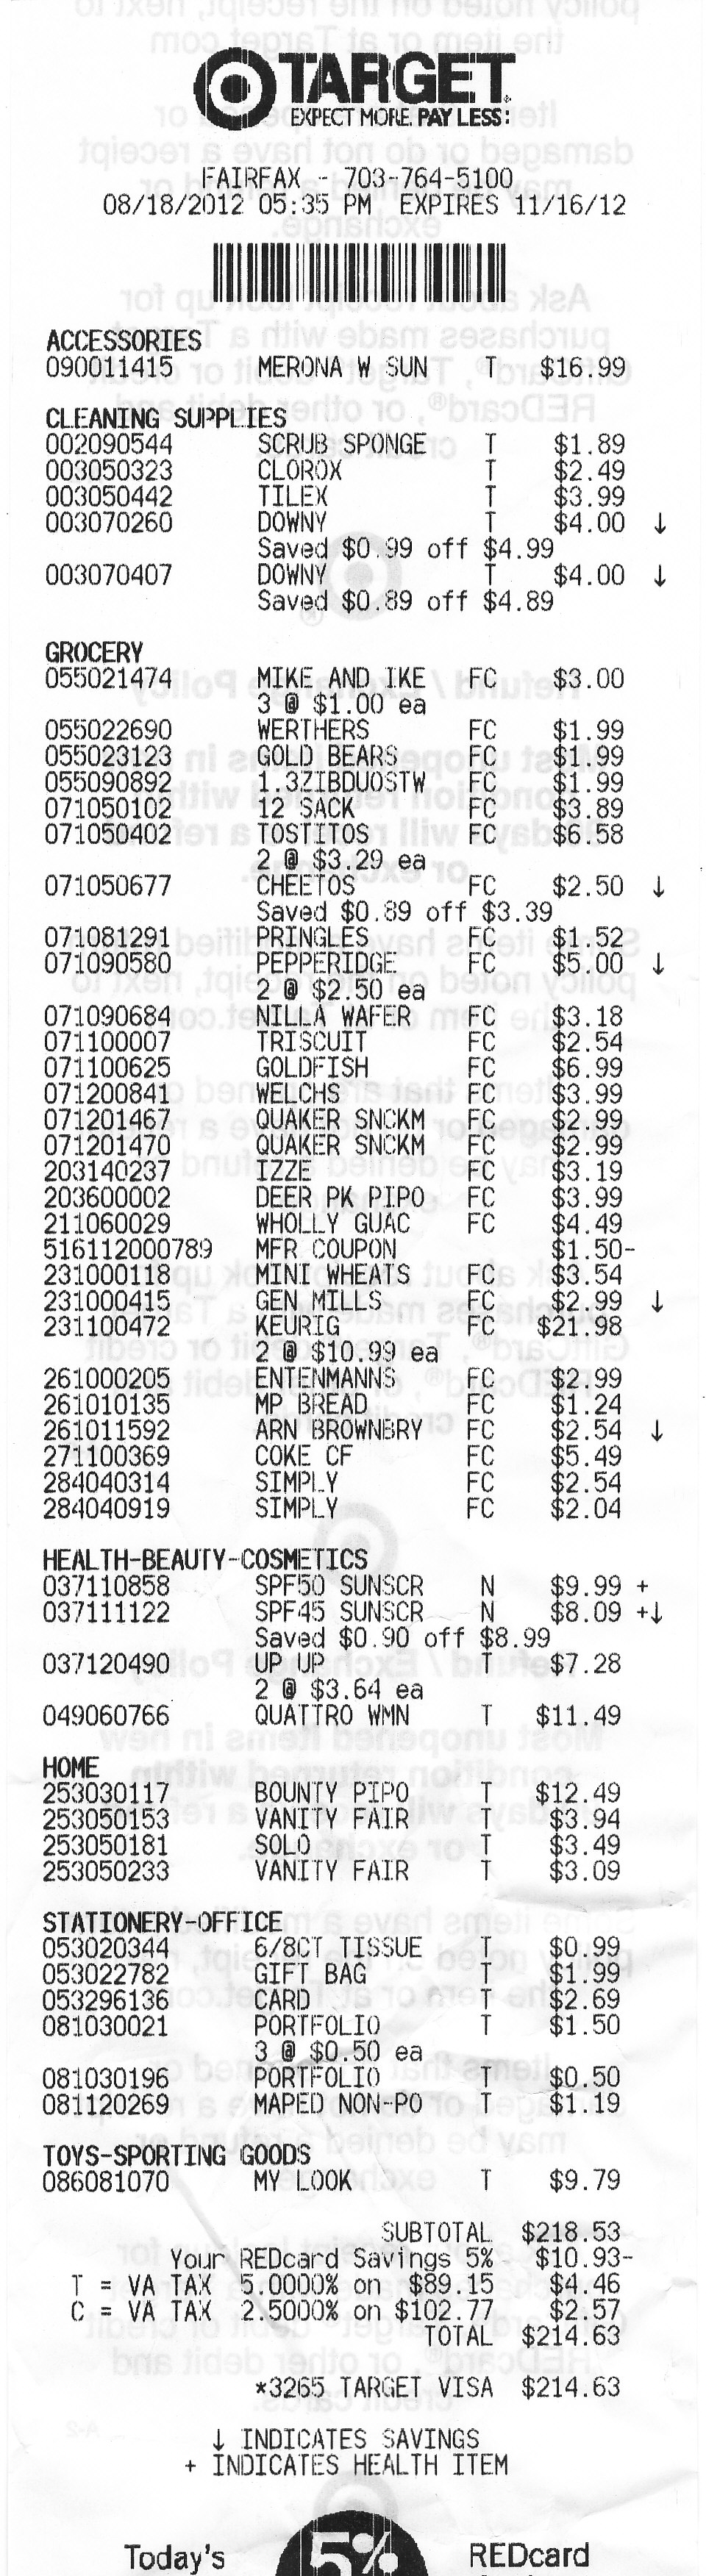 TARGET
EXPECT MORE. PAY LESS.
FAIRFAX - 703-764-5100
08/18/2012 05:35 PM EXPIRES 11/16/12
ACCESSORIES
090011415 MERONA W SUN T $16.99
CLEANING SUPPLIES
002090544 SCRUB SPONGE T $1.89
003050323 CLOROX T $2.49
003050442 TILEX T $3.99
003070260 DOWNY T $4.00 ↓
Saved $0.99 off $4.99
003070407 DOWNY T $4.00 ↓
Saved $0.89 off $4.89
GROCERY
055021474 MIKE AND IKE FC $3.00
3 @ $1.00 ea
055022690 WERTHERS FC $1.99
055023123 GOLD BEARS FC $1.99
055090892 1.37IBDUOSTW FC $1.99
071050102 12 SACK FC $3.89
071050402 TOSTITOS FC $6.58
2 @ $3.29 ea
071050677 CHEETOS FC $2.50 ↓
Saved $0.89 off $3.39
071081291 PRINGLES FC $1.52
071090580 PEPPERIDGE FC $5.00 ↓
2 @ $2.50 ea
071090684 NILLA WAFER FC $3.18
071100007 TRISCUIT FC $2.54
071100625 GOLDFISH FC $6.99
071200841 WELCHS FC $3.99
071201467 QUAKER SNCKM FC $2.99
071201470 QUAKER SNCKM FC $2.99
203140237 IZZE FC $3.19
203600002 DEER PK PIPO FC $3.99
211060029 WHOLLY GUAC FC $4.49
516112000789 MFR COUPON $1.50-
231000118 MINI WHEATS FC $3.54
231000415 GEN MILLS FC $2.99 ↓
231100472 KEURIG FC $21.98
2 @ $10.99 ea
261000205 ENTENMANNS FC $2.99
261010135 MP BREAD FC $1.24
261011592 ARN BROWNBRY FC $2.54 ↓
271100369 COKE CF FC $5.49
284040314 SIMPLY FC $2.54
284040919 SIMPLY FC $2.04
HEALTH-BEAUTY-COSMETICS
037110858 SPF50 SUNSCR N $9.99 +
037111122 SPF45 SUNSCR N $8.09 +↓
Saved $0.90 off $8.99
037120490 UP UP T $7.28
2 @ $3.64 ea
049060766 QUATTRO WMN T $11.49
HOME
253030117 BOUNTY PIPO T $12.49
253050153 VANITY FAIR T $3.94
253050181 SOLO T $3.49
253050233 VANITY FAIR T $3.09
STATIONERY-OFFICE
053020344 6/8CT TISSUE T $0.99
053022782 GIFT BAG T $1.99
053296136 CARD T $2.69
081030021 PORTFOLIO T $1.50
3 @ $0.50 ea
081030196 PORTFOLIO T $0.50
081120269 MAPED NON-PO T $1.19
TOYS-SPORTING GOODS
086081070 MY LOOK T $9.79
SUBTOTAL $218.53
Your REDcard Savings 5% $10.93-
T = VA TAX 5.0000% on $89.15 $4.46
C = VA TAX 2.5000% on $102.77 $2.57
TOTAL $214.63
*3265 TARGET VISA $214.63
↓ INDICATES SAVINGS
+ INDICATES HEALTH ITEM
Today's 5% REDcard